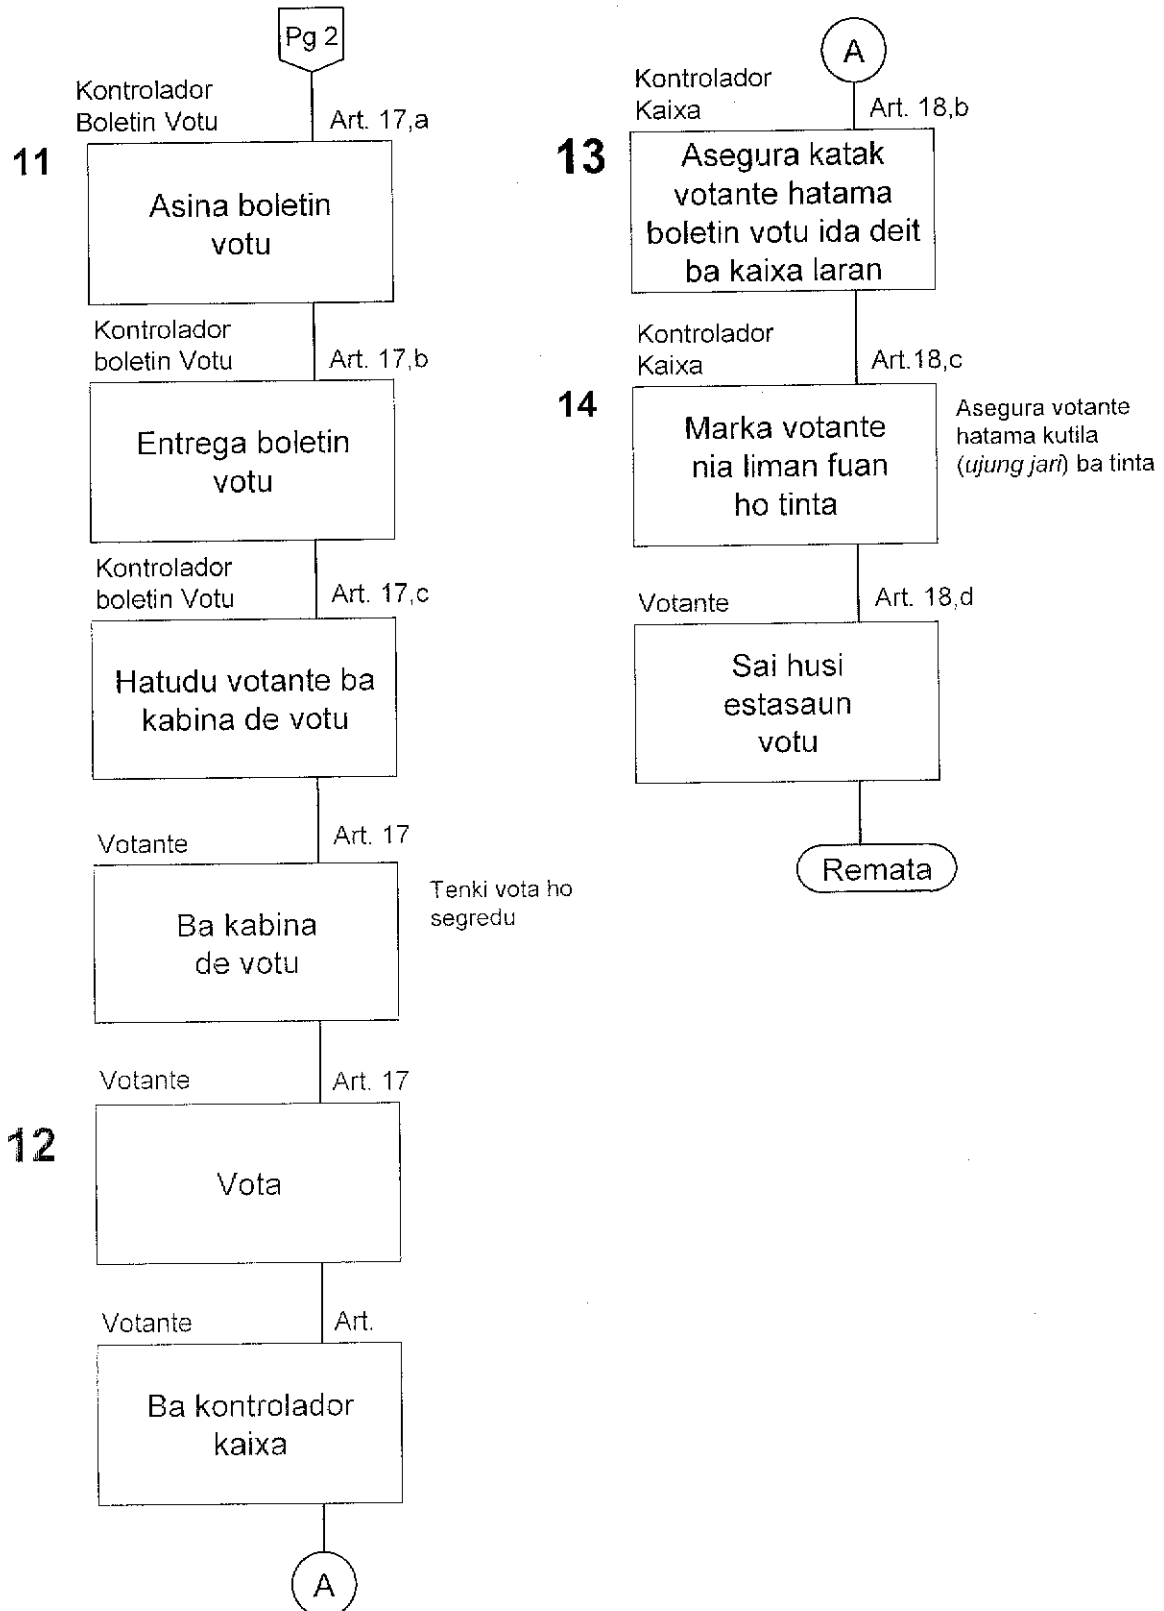 Pg 2
Kontrolador
Boletin Votu
Art. 17,a
11
Asina boletin
votu
Kontrolador
boletin Votu
Art. 17,b
Entrega boletin
votu
Kontrolador
boletin Votu
Art. 17,c
Hatudu votante ba
kabina de votu
Votante
Art. 17
Ba kabina
de votu
Tenki vota ho
segredu
Votante
Art. 17
12
Vota
Votante
Art.
Ba kontrolador
kaixa
A
A
Kontrolador
Kaixa
Art. 18,b
13
Asegura katak
votante hatama
boletin votu ida deit
ba kaixa laran
Kontrolador
Kaixa
Art.18,c
14
Marka votante
nia liman fuan
ho tinta
Asegura votante
hatama kutila
(ujung jari) ba tinta
Votante
Art. 18,d
Sai husi
estasaun
votu
Remata